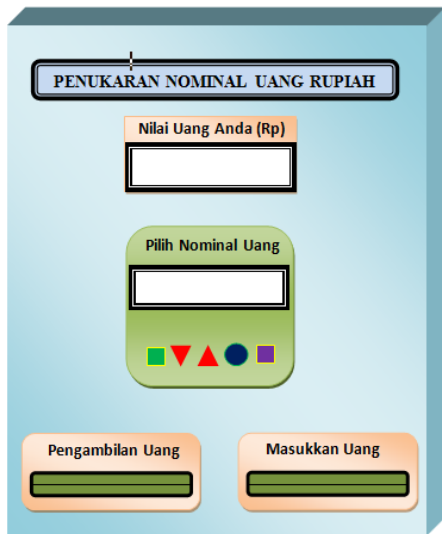 PENUKARAN NOMINAL UANG RUPIAH
Nilai Uang Anda (Rp)
Pilih Nominal Uang
Pengambilan Uang
Masukkan Uang